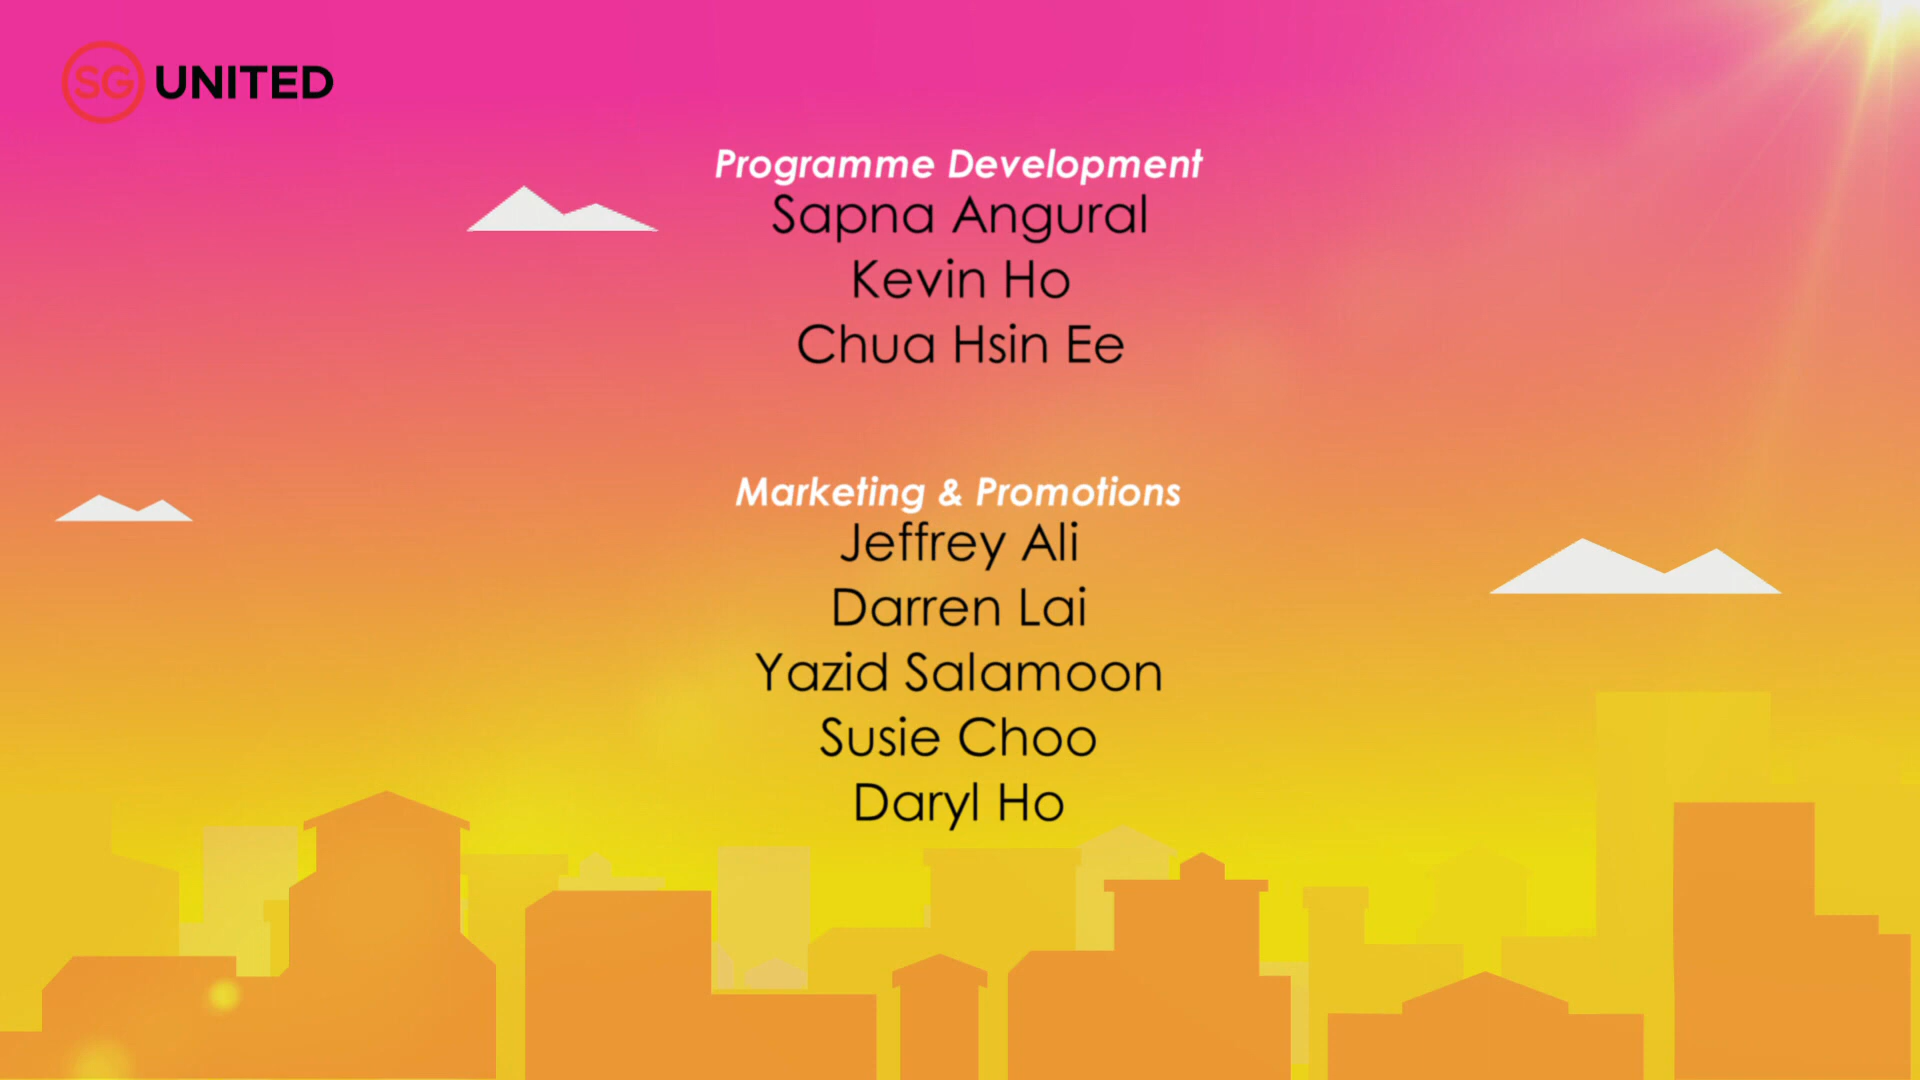 SG UNITED
Programme Development
Sapna Angural
Kevin Ho
Chua Hsin Ee
Marketing & Promotions
Jeffrey Ali
Darren Lai
Yazid Salamoon
Susie Choo
Daryl Ho